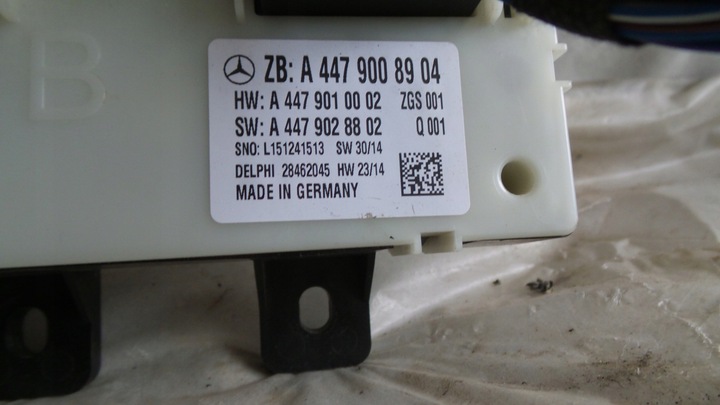 B
ZB: A 447 900 89 04
HW: A 447 901 00 02 ZGS 001
SW: A 447 902 88 02 Q 001
SNO: L151241513 SW 30/14
DELPHI 28462045 HW 23/14
MADE IN GERMANY